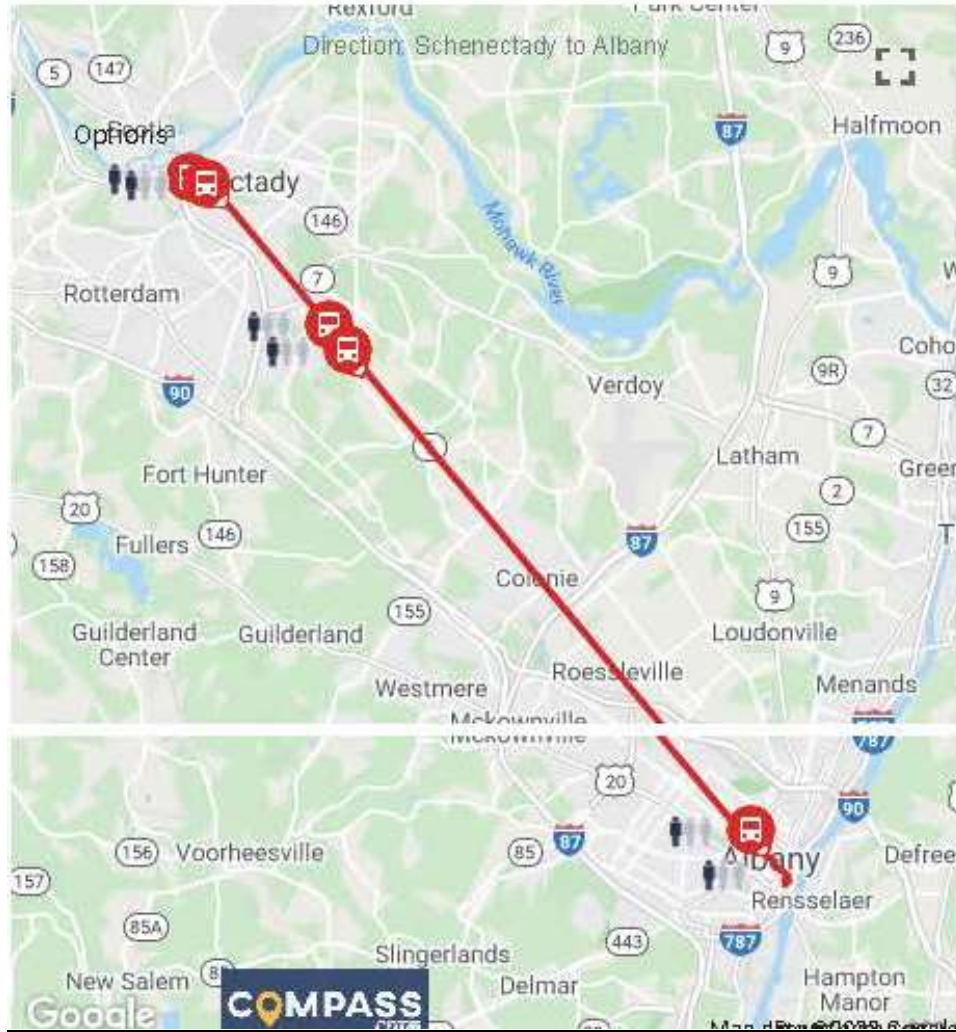 Rexford
Direction: Schenectady to Albany
9
236
5
147
87
Halfmoon
Options
Scotia
ctady
146
Mohawk River
7
9
Rotterdam
Coho
90
Verdoy
9R
32
7
Latham
Fort Hunter
Green
20
2
Fullers
146
155
158
87
Colonie
9
155
Guilderland
Center
Guilderland
Loudonville
Roessleville
Westmere
Menands
Mckownville
787
Mckownville
20
90
87
156
Voorheesville
85
Albany
Defree
157
Rensselaer
85A
443
787
Slingerlands
New Salem
Delmar
Hampton
Manor
Google
COMPASS